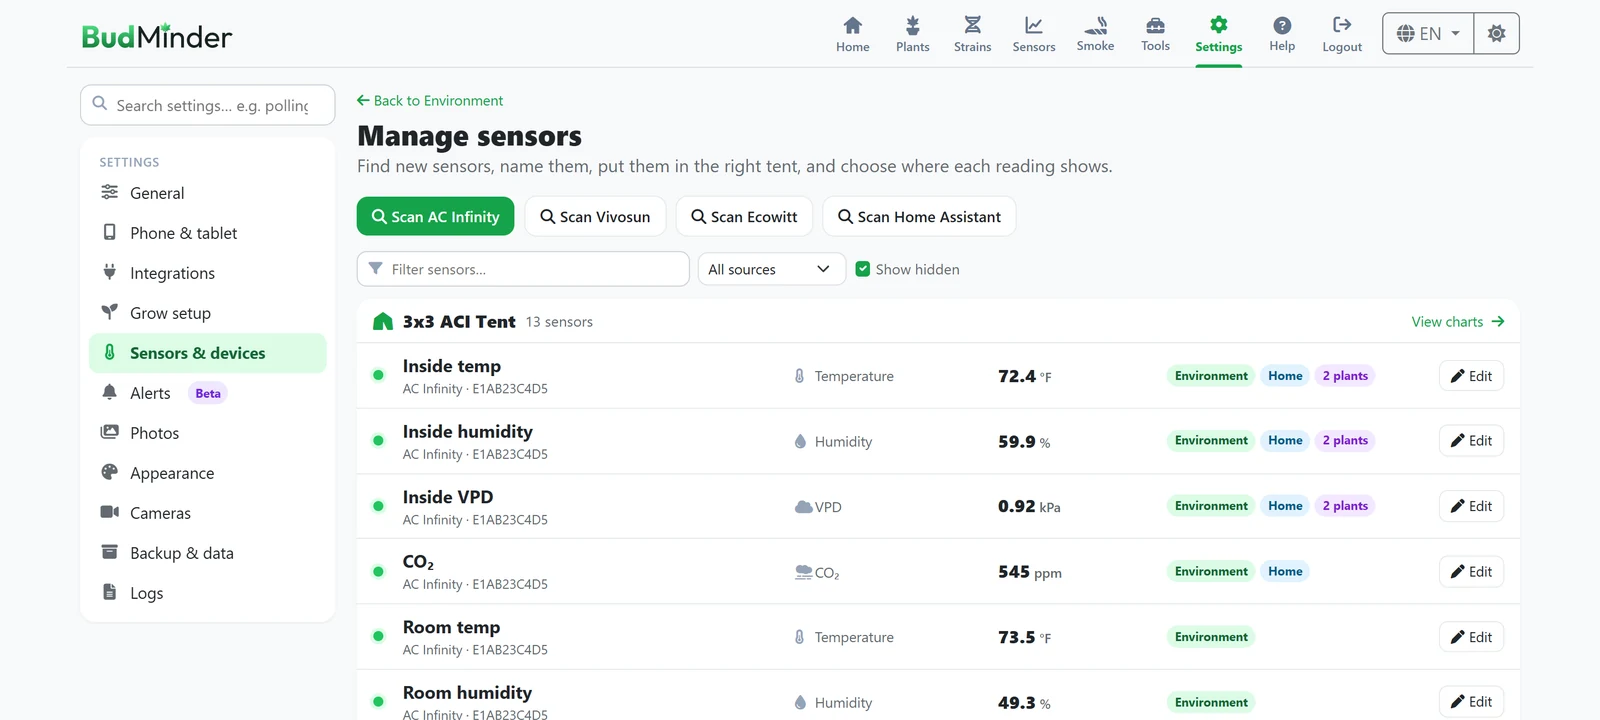 BudMinder
Home
Plants
Strains
Sensors
Smoke
Tools
Settings
Help
Logout
EN
Search settings... e.g. polling
SETTINGS
General
Phone & tablet
Integrations
Grow setup
Sensors & devices
Alerts Beta
Photos
Appearance
Cameras
Backup & data
Logs
Back to Environment
Manage sensors
Find new sensors, name them, put them in the right tent, and choose where each reading shows.
Scan AC Infinity
Scan Vivosun
Scan Ecowitt
Scan Home Assistant
Filter sensors...
All sources
Show hidden
3x3 ACI Tent 13 sensors
View charts
Inside temp
AC Infinity · E1AB23C4D5
Temperature
72.4 °F
Environment Home 2 plants
Edit
Inside humidity
AC Infinity · E1AB23C4D5
Humidity
59.9 %
Environment Home 2 plants
Edit
Inside VPD
AC Infinity · E1AB23C4D5
VPD
0.92 kPa
Environment Home 2 plants
Edit
CO₂
AC Infinity · E1AB23C4D5
CO₂
545 ppm
Environment Home
Edit
Room temp
AC Infinity · E1AB23C4D5
Temperature
73.5 °F
Environment
Edit
Room humidity
AC Infinity · E1AB23C4D5
Humidity
49.3 %
Environment
Edit